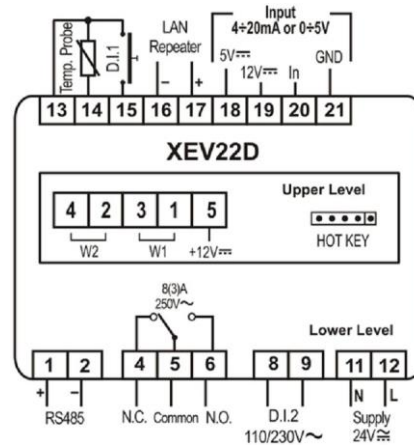 Input
LAN 4÷20mA or 0÷5V
Repeater
Temp. Probe D.I.1 − + 5V⎓ 12V⎓ In GND
13 14 15 16 17 18 19 20 21
XEV22D
Upper Level
4 2 3 1 5
W2 W1 +12V⎓
HOT KEY
8(3)A
250V~
Lower Level
1 2 4 5 6 8 9 11 12
+ − N L
RS485 N.C. Common N.O. D.I.2 Supply
110/230V~ 24V≂